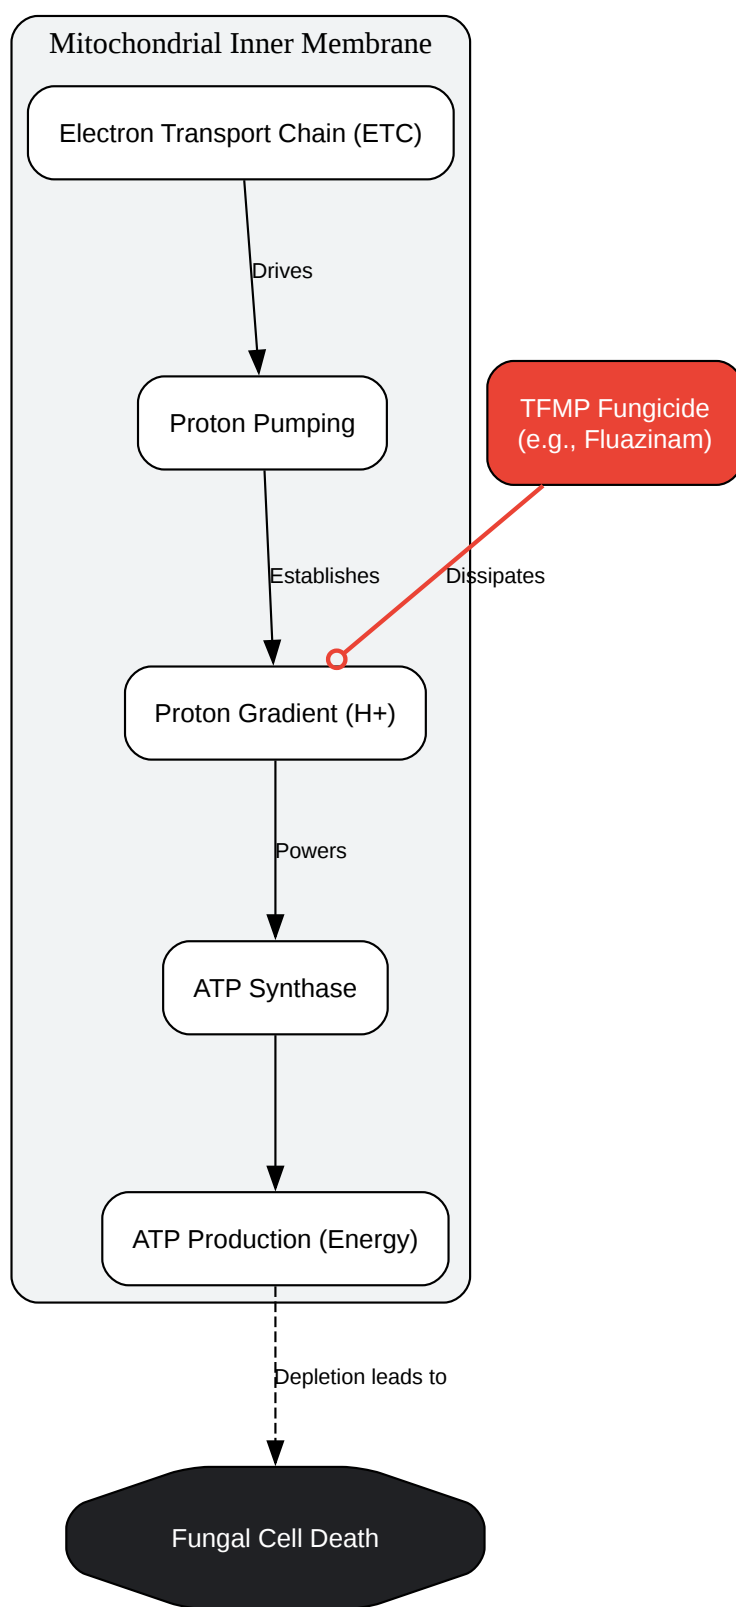 Mitochondrial Inner Membrane
Electron Transport Chain (ETC)
Drives
Proton Pumping
TFMP Fungicide
(e.g., Fluazinam)
Establishes
Dissipates
Proton Gradient (H+)
Powers
ATP Synthase
ATP Production (Energy)
Depletion leads to
Fungal Cell Death